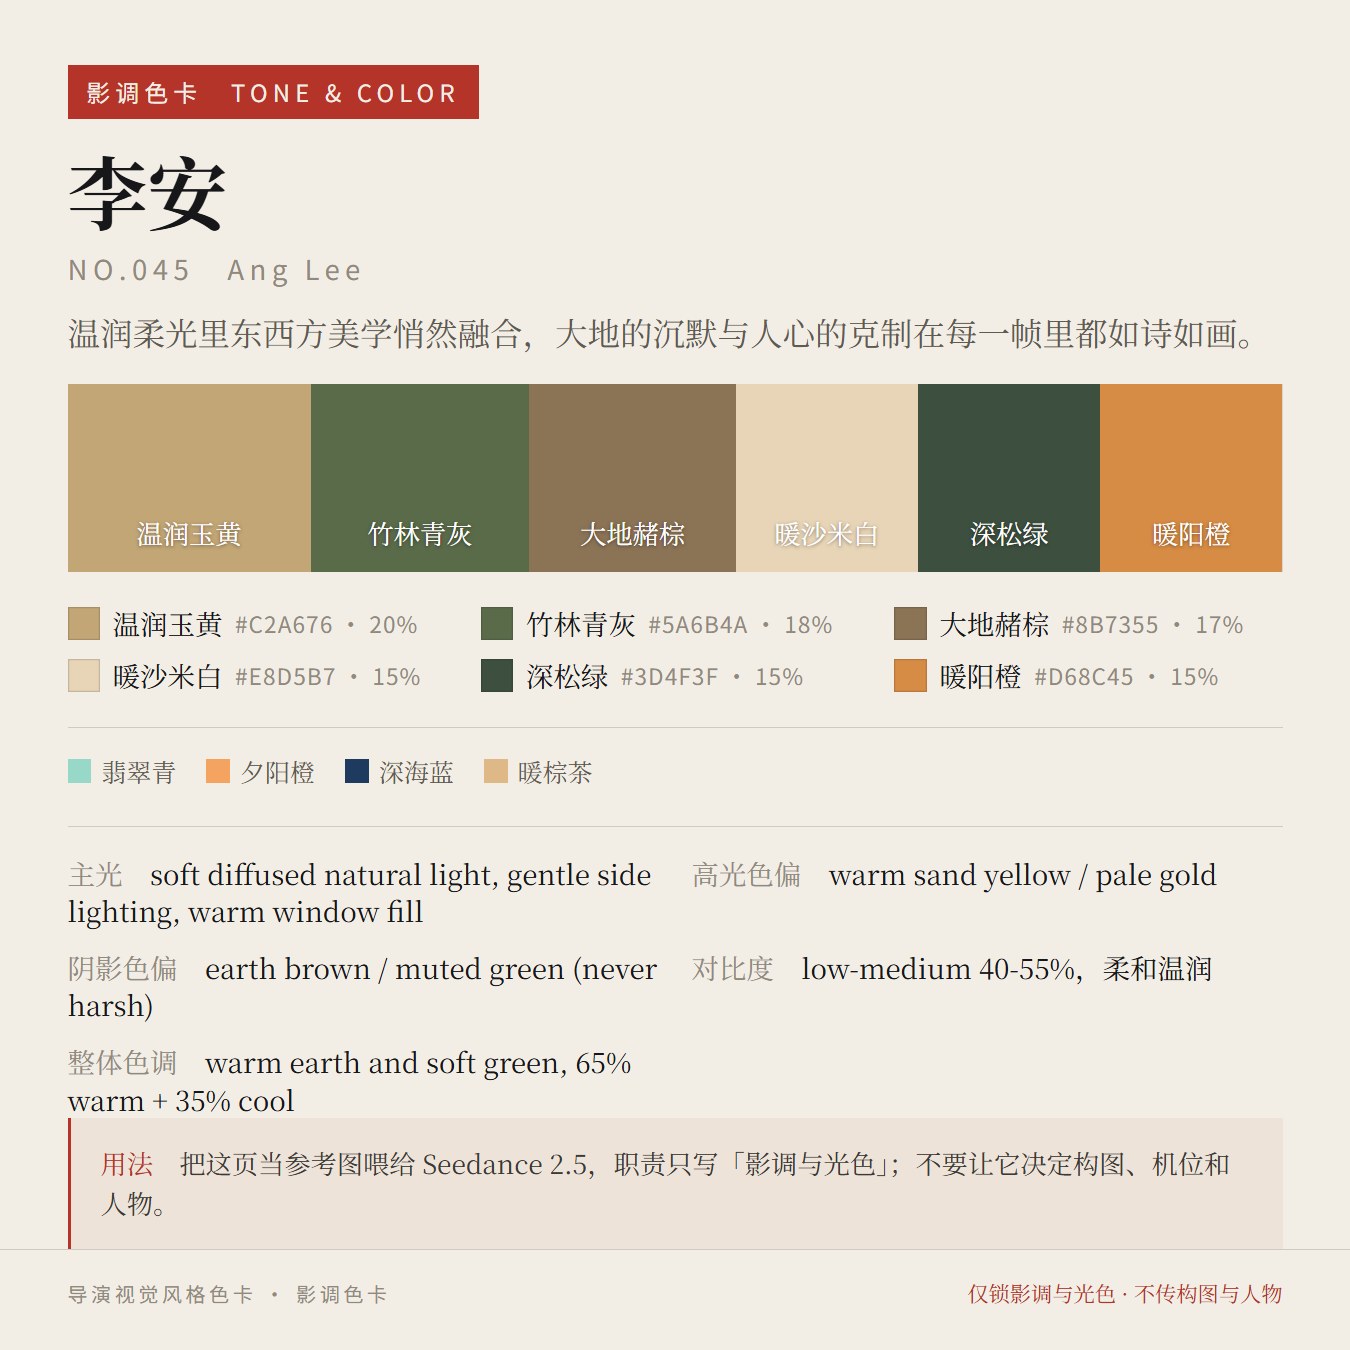 影调色卡 TONE & COLOR
李安
NO.045 Ang Lee
温润柔光里东西方美学悄然融合，大地的沉默与人心的克制在每一帧里都如诗如画。
温润玉黄 竹林青灰 大地赭棕 暖沙米白 深松绿 暖阳橙
温润玉黄 #C2A676 • 20% 竹林青灰 #5A6B4A • 18% 大地赭棕 #8B7355 • 17%
暖沙米白 #E8D5B7 • 15% 深松绿 #3D4F3F • 15% 暖阳橙 #D68C45 • 15%
翡翠青 夕阳橙 深海蓝 暖棕茶
主光 soft diffused natural light, gentle side
lighting, warm window fill
高光色偏 warm sand yellow / pale gold
阴影色偏 earth brown / muted green (never
harsh)
对比度 low-medium 40-55%，柔和温润
整体色调 warm earth and soft green, 65%
warm + 35% cool
用法 把这页当参考图喂给 Seedance 2.5，职责只写「影调与光色」；不要让它决定构图、机位和
人物。
导演视觉风格色卡 • 影调色卡
仅锁影调与光色 · 不传构图与人物